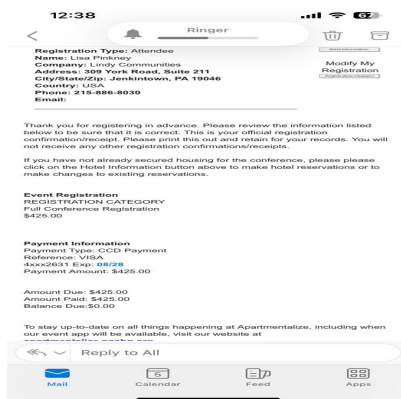 12:38
Ringer
Registration Type: Attendee
Name: Lisa Pinkney
Company: Lindy Communities
Address: 309 York Road, Suite 211
City/State/Zip: Jenkintown, PA 19046
Country: USA
Phone: 215-886-8030
Email:
Modify My
Registration
Thank you for registering in advance. Please review the information listed
below to be sure that it is correct. This is your official registration
confirmation/receipt. Please print this out and retain for your records. You will
not receive any other registration confirmations/receipts.
If you have not already secured housing for the conference, please please
click on the Hotel Information button above to make hotel reservations or to
make changes to existing reservations.
Event Registration
REGISTRATION CATEGORY
Full Conference Registration
$425.00
Payment Information
Payment Type: CCD Payment
Reference: VISA
4xxx2631 Exp: 08/28
Payment Amount: $425.00
Amount Due: $425.00
Amount Paid: $425.00
Balance Due:$0.00
To stay up-to-date on all things happening at Apartmentalize, including when
our event app will be available, visit our website at
Reply to All
5
Mail
Calendar
Feed
Apps